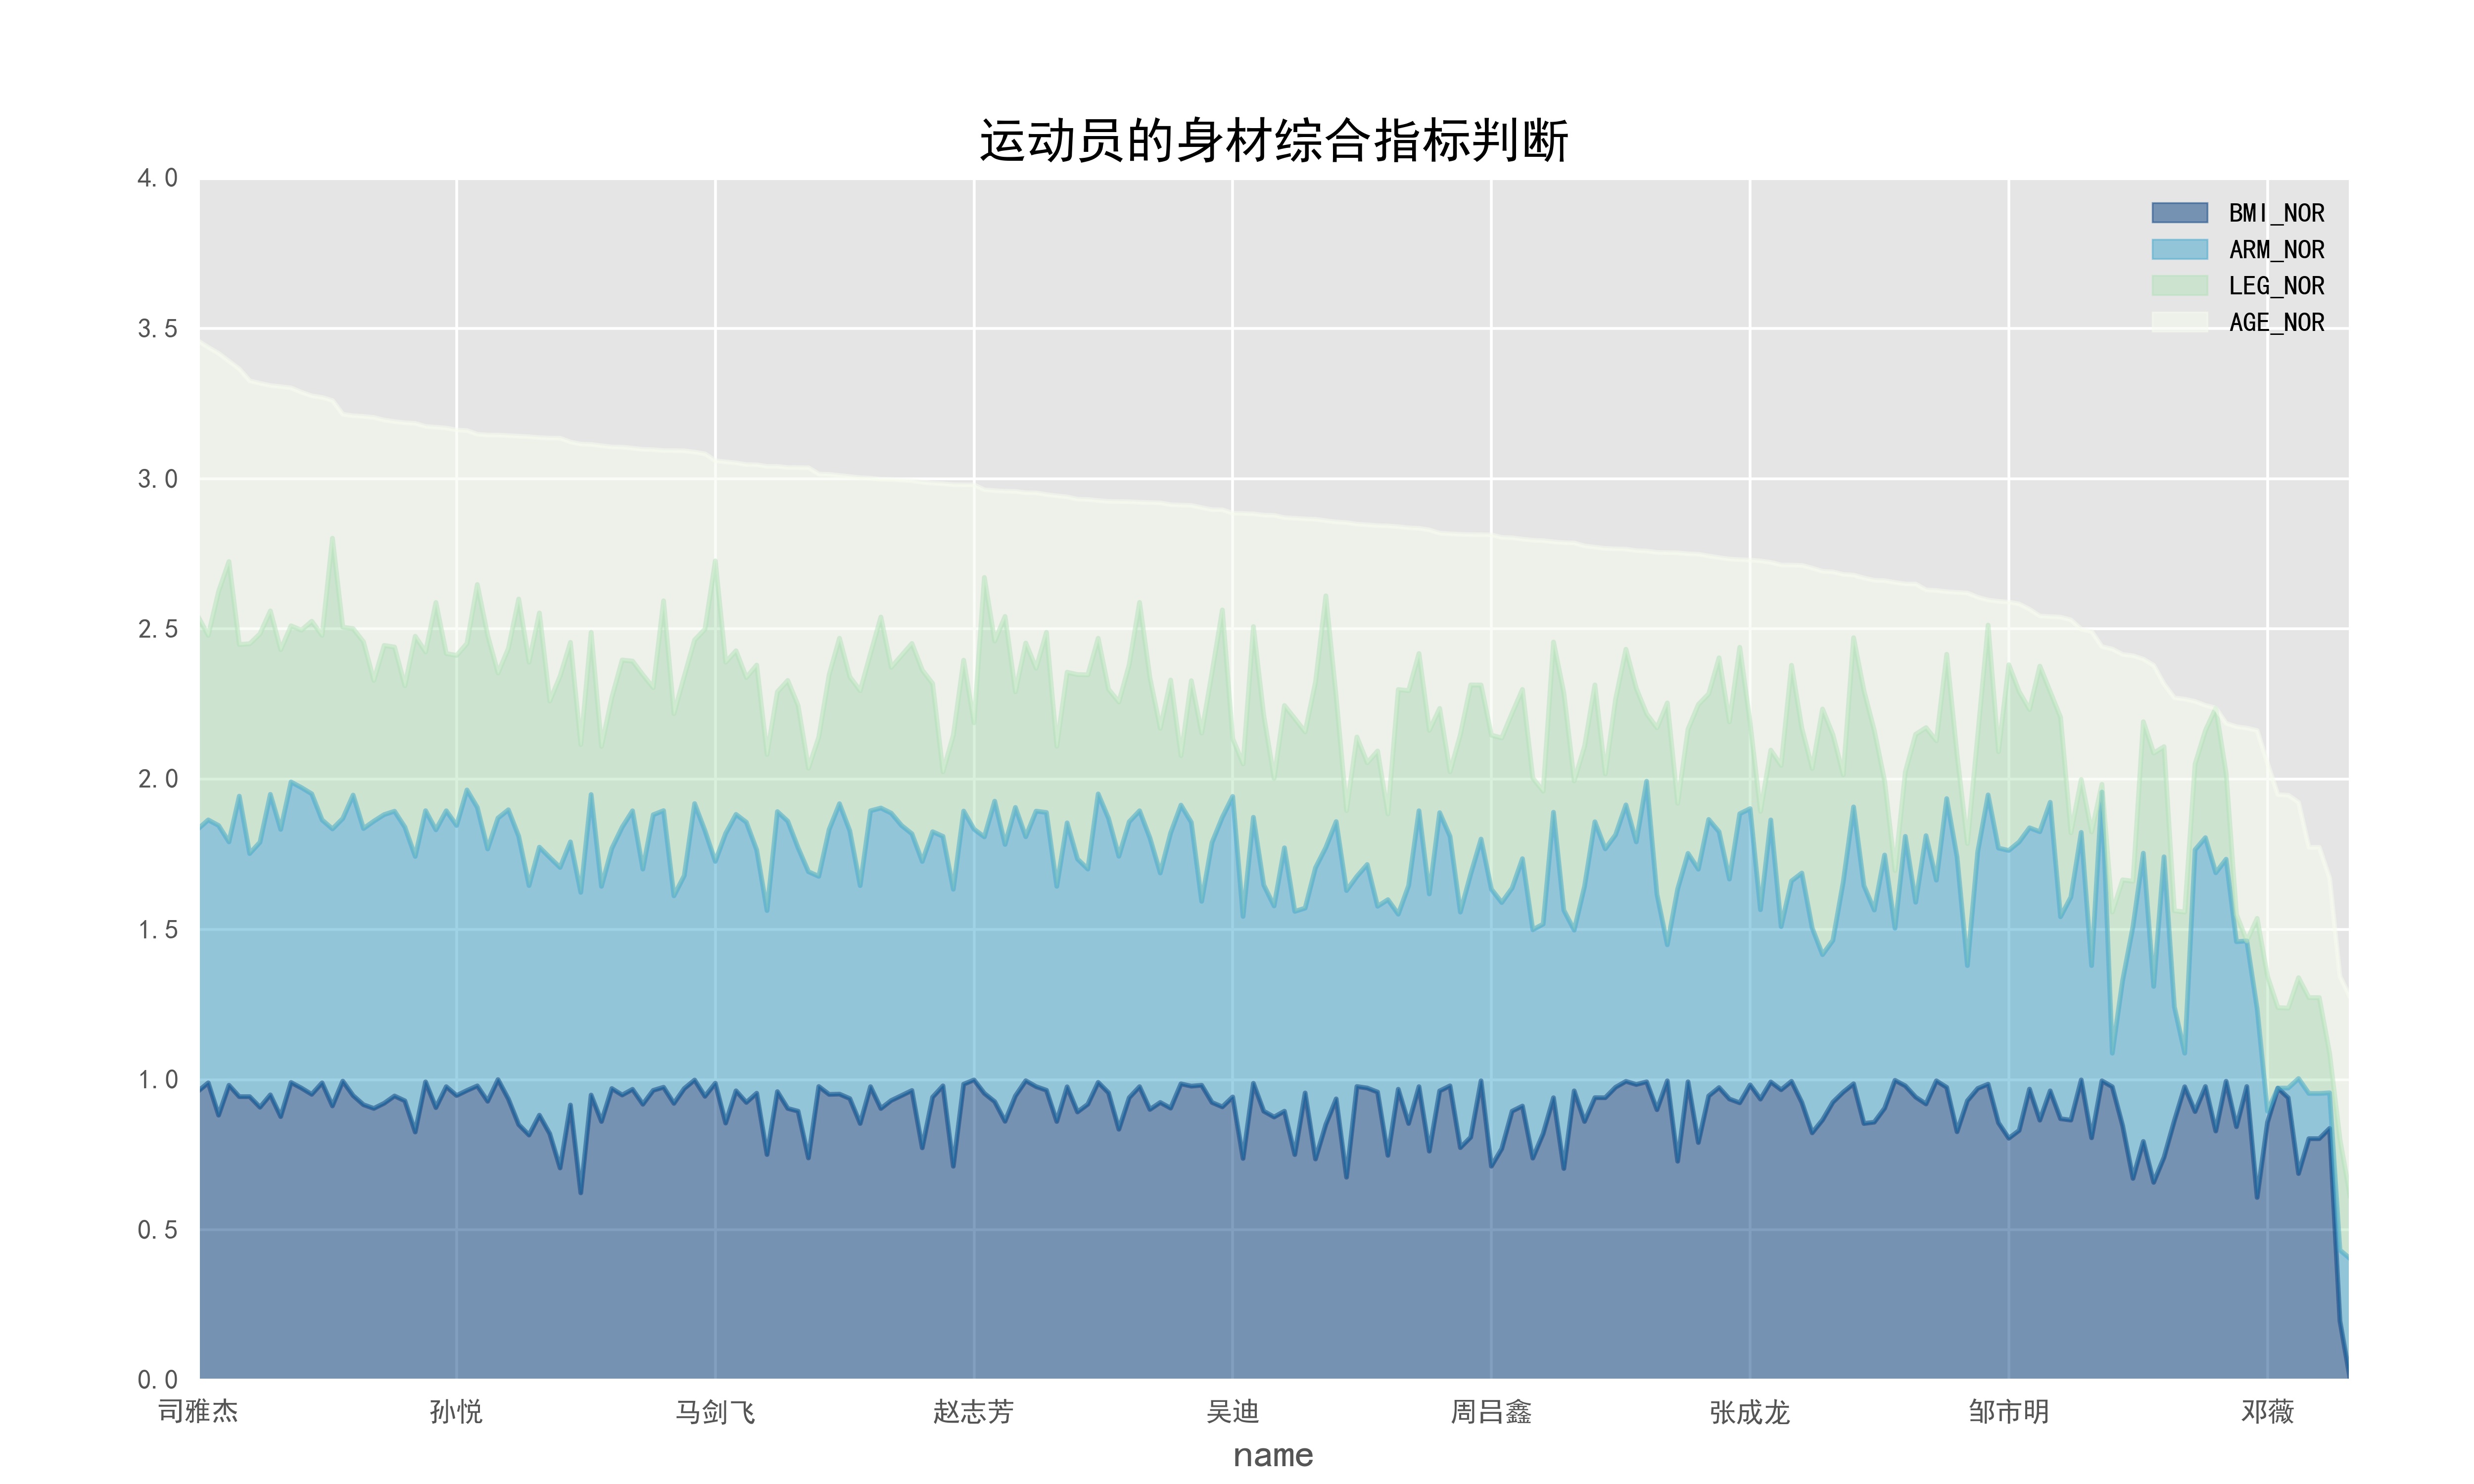 运动员的身材综合指标判断
BMI_NOR
ARM_NOR
LEG_NOR
AGE_NOR
4.0
3.5
3.0
2.5
2.0
1.5
1.0
0.5
0.0
司雅杰 孙悦 马剑飞 赵志芳 吴迪 周吕鑫 张成龙 邹市明 邓薇
name